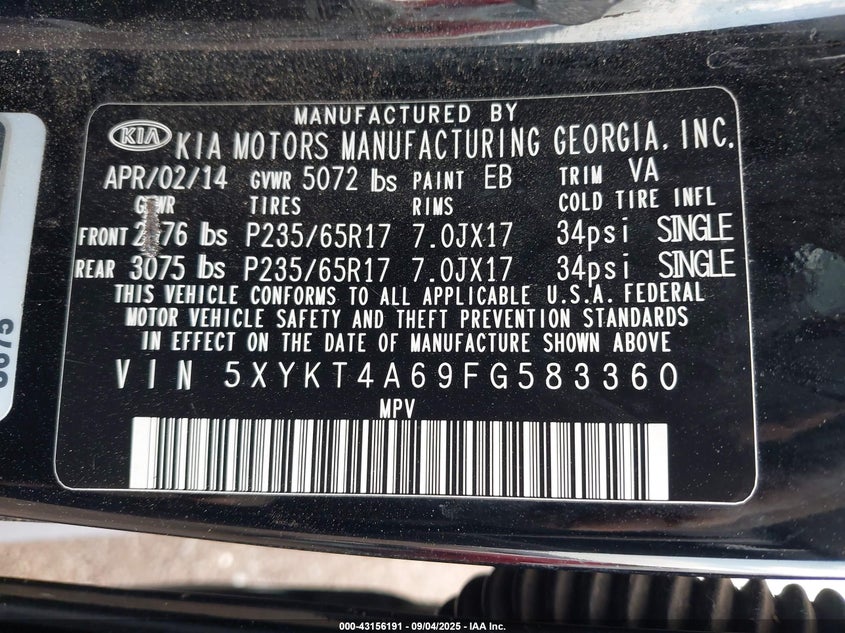 MANUFACTURED BY
KIA KIA MOTORS MANUFACTURING GEORGIA, INC.
APR/02/14 GVWR 5072 lbs PAINT EB TRIM VA
TIRES RIMS COLD TIRE INFL
FRONT lbs P235/65R17 7.0JX17 34psi SINGLE
REAR 3075 lbs P235/65R17 7.0JX17 34psi SINGLE
THIS VEHICLE CONFORMS TO ALL APPLICABLE U.S.A. FEDERAL
MOTOR VEHICLE SAFETY AND THEFT PREVENTION STANDARDS
IN EFFECT ON THE DATE OF MANUFACTURE SHOWN ABOVE
VIN 5XYKT4A69FG583360
MPV
000-43156191 - 09/04/2025 - IAA Inc.